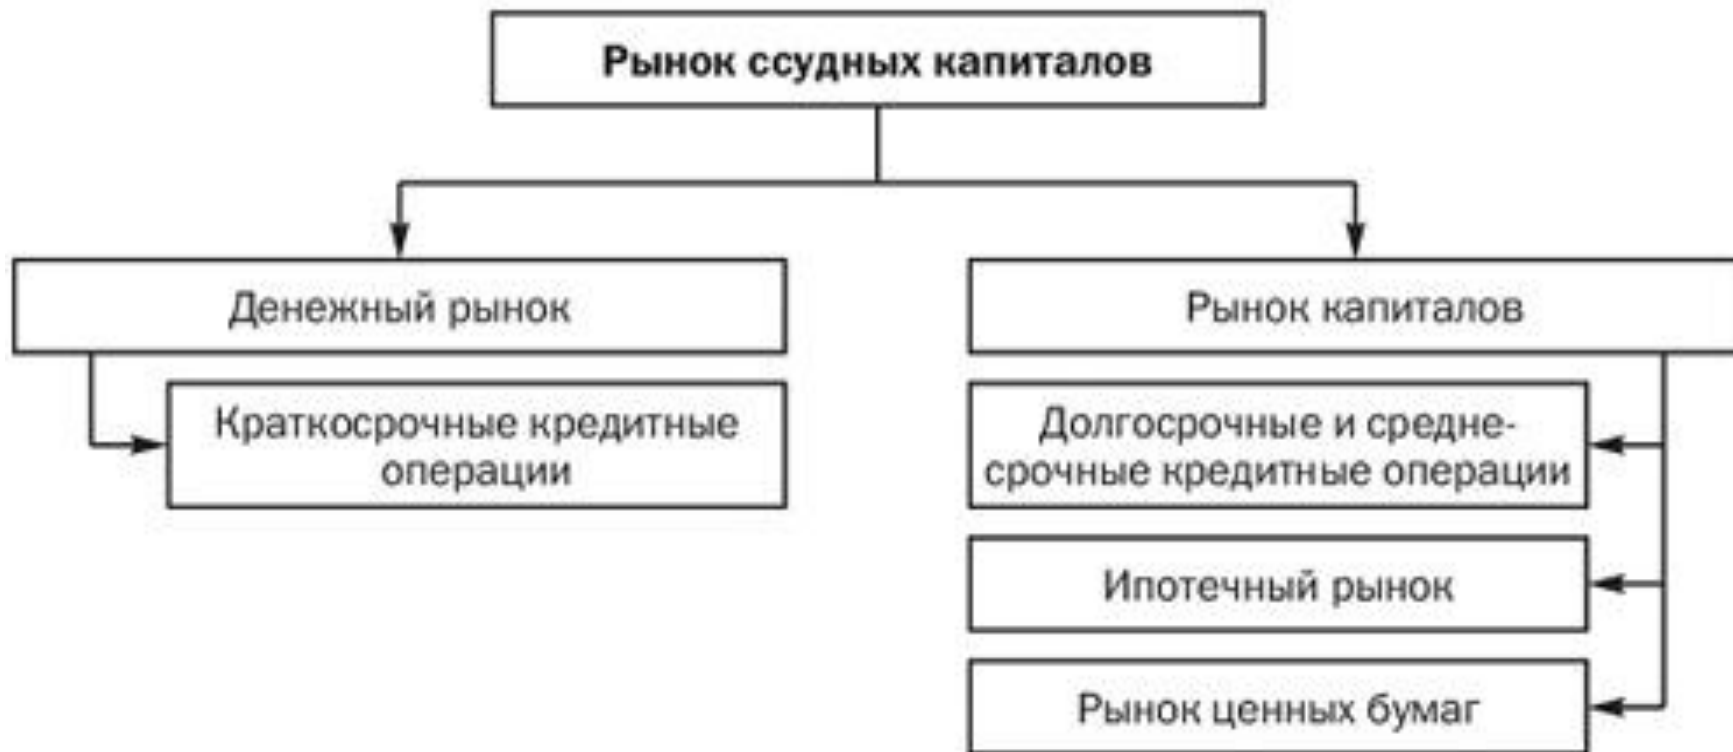 Рынок ссудных капиталов
Денежный рынок
Краткосрочные кредитные
операции
Рынок капиталов
Долгосрочные и средне-
срочные кредитные операции
Ипотечный рынок
Рынок ценных бумаг